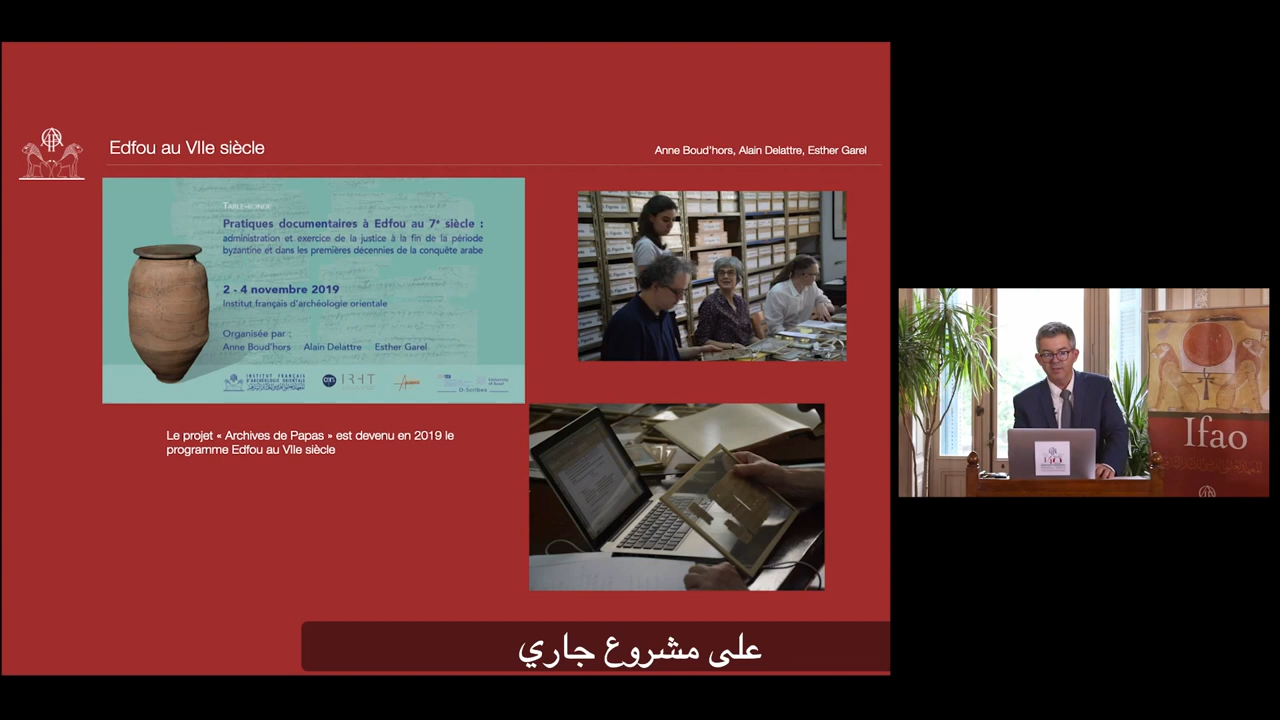 Edfou au VIIe siècle
Anne Boud'hors, Alain Delattre, Esther Garel
TABLE-RONDE
Pratiques documentaires à Edfou au 7e siècle :
administration et exercice de la justice à la fin de la période
byzantine et dans les premières décennies de la conquête arabe
2 - 4 novembre 2019
Institut français d'archéologie orientale
Organisée par :
Anne Boud'hors Alain Delattre Esther Garel
INSTITUT FRANÇAIS
D'ARCHÉOLOGIE ORIENTALE
IRHT
D-Scribes
Le projet « Archives de Papas » est devenu en 2019 le
programme Edfou au VIIe siècle
Ifao
على مشروع جاري